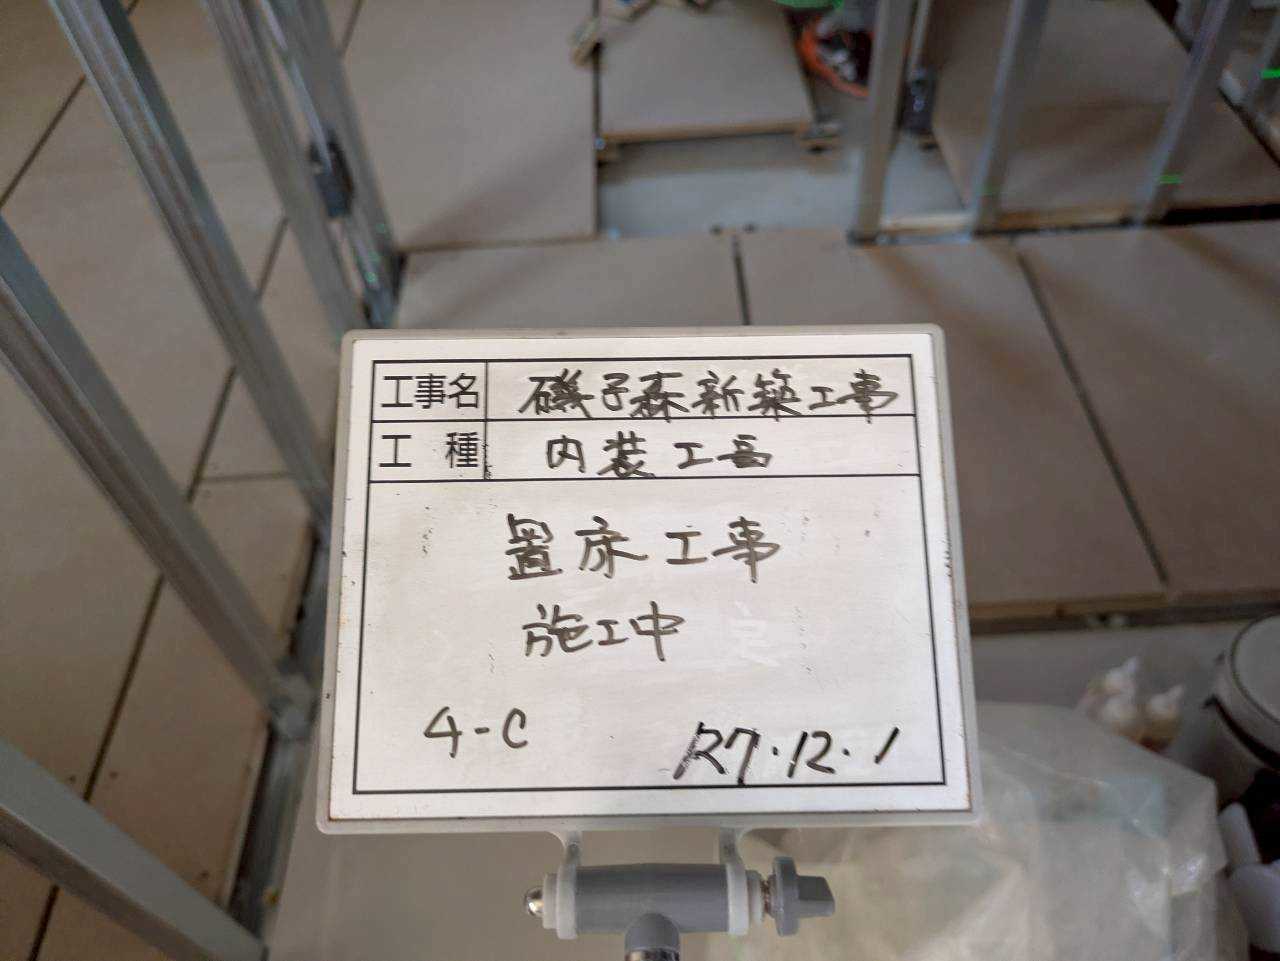 工事名 磯子森新築工事
工種 内装工事
置床工事
施工中
4-C R7.12.1